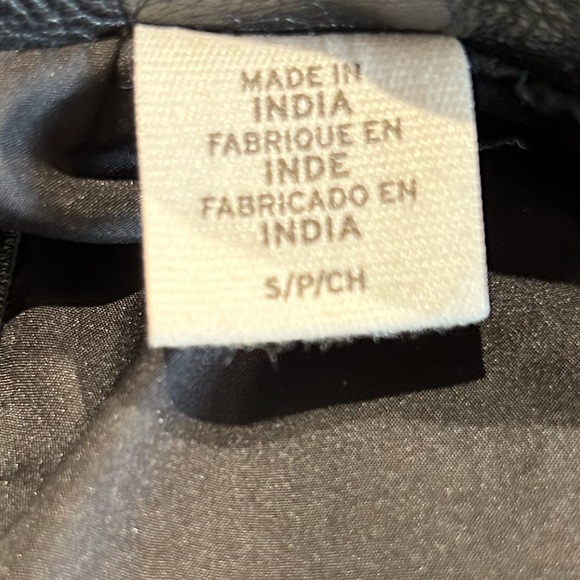 MADE IN
INDIA
FABRIQUE EN
INDE
FABRICADO EN
INDIA
S/P/CH